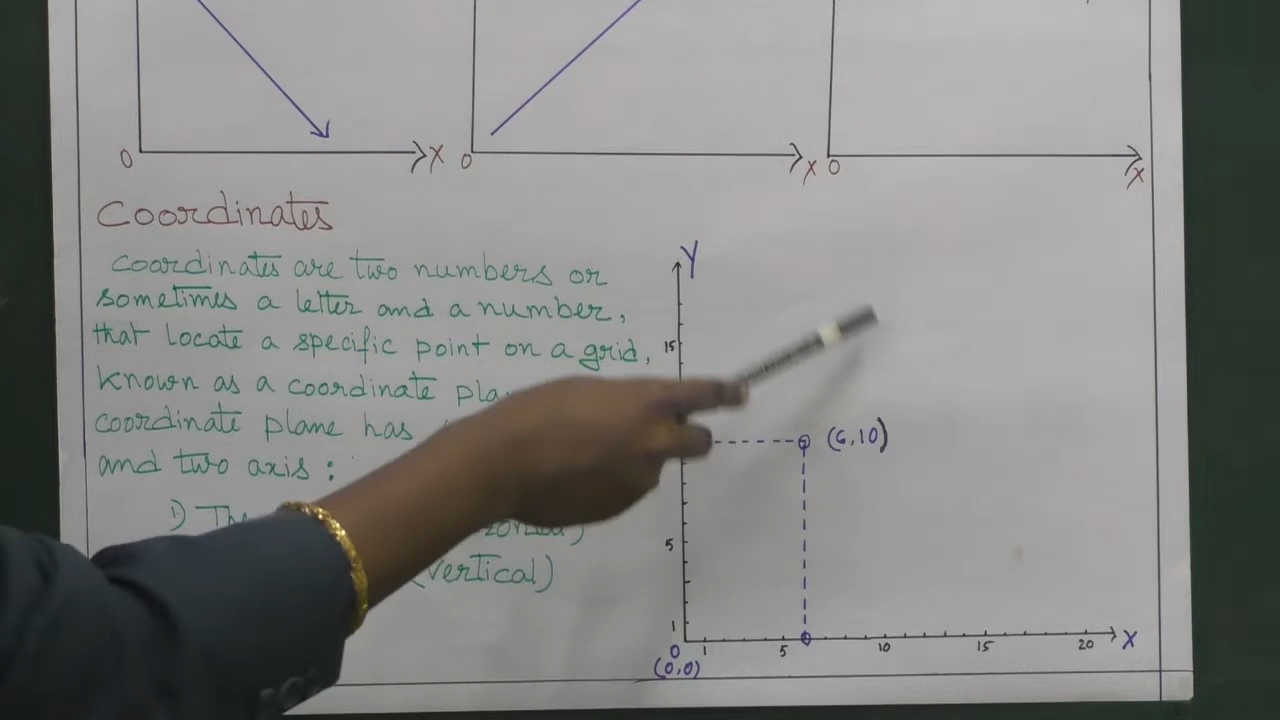 0 X 0 X 0 X
Coordinates
Coordinates are two numbers or
sometimes a letter and a number,
that locate a specific point on a grid,
known as a coordinate
coordinate plane has
and two axis:
1)
(vertical)
Y
15
(6,10)
5
1
0 1 5 10 15 20 X
(0,0)